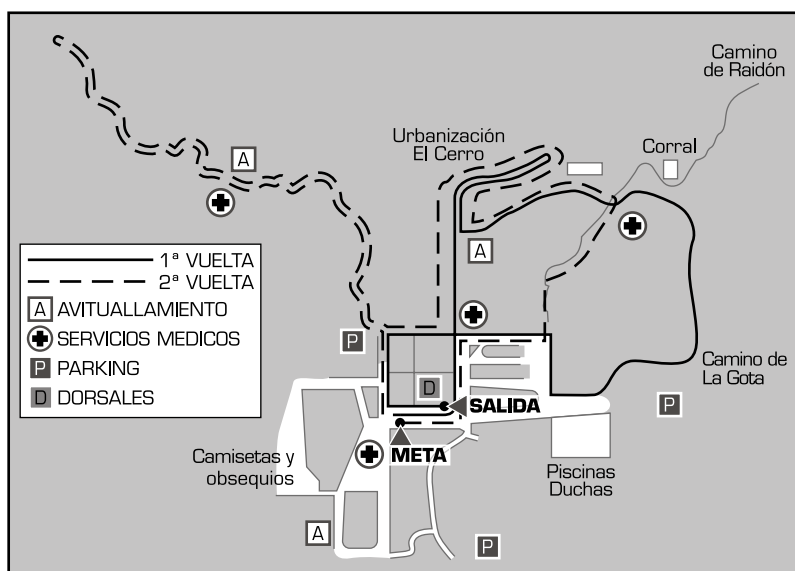 Camino
de Raidón
Urbanización
El Cerro
Corral
A
A
1ª VUELTA
2ª VUELTA
A AVITUALLAMIENTO
SERVICIOS MEDICOS
P PARKING
D DORSALES
P
D
SALIDA
META
Camino de
La Gota
P
Camisetas y
obsequios
Piscinas
Duchas
A
P